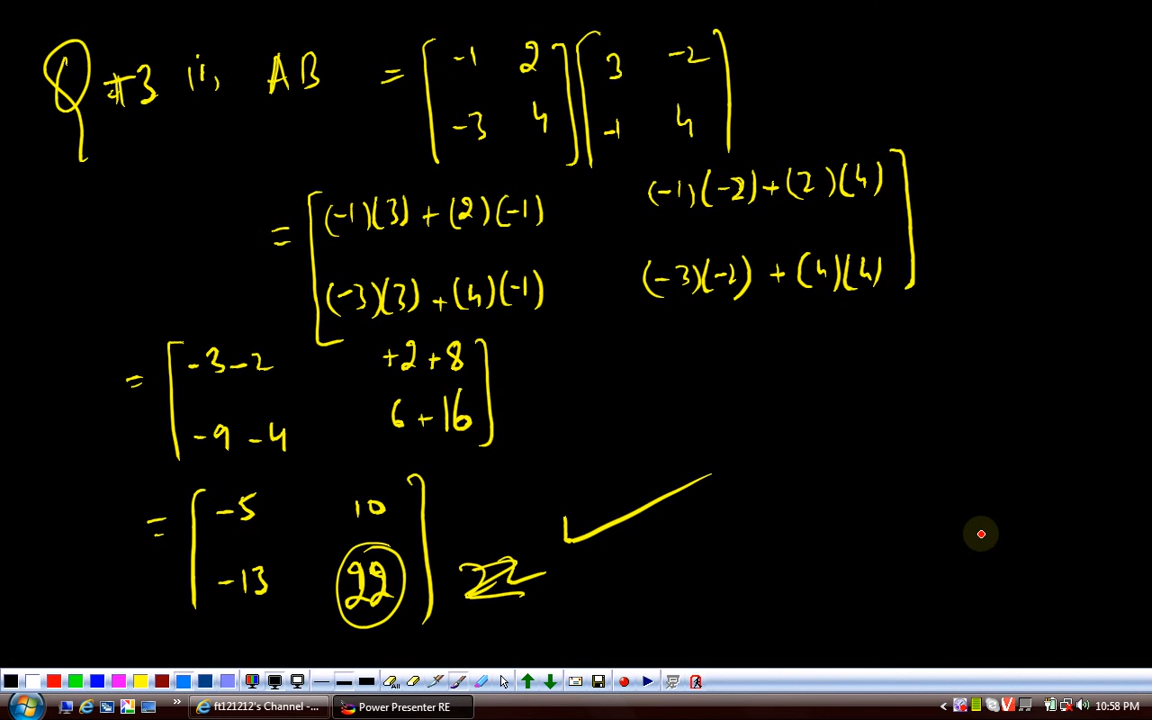 Q #3 ii, AB = [ -1 2 ] [ 3 -2 ]
[ -3 4 ] [ -1 4 ]
= [ (-1)(3) + (2)(-1) (-1)(-2) + (2)(4) ]
[ (-3)(3) + (4)(-1) (-3)(-2) + (4)(4) ]
= [ -3 -2 +2 +8 ]
[ -9 -4 6 + 16 ]
= [ -5 10 ]
[ -13 22 ] 22
ft121212's Channel -... Power Presenter RE 10:58 PM